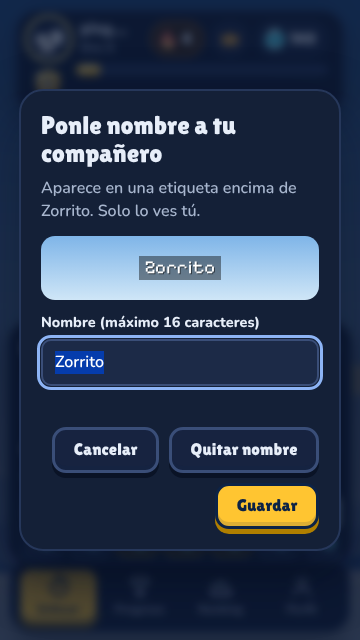 Ponle nombre a tu
compañero
Aparece en una etiqueta encima de
Zorrito. Solo lo ves tú.
Zorrito
Nombre (máximo 16 caracteres)
Zorrito
Cancelar
Quitar nombre
Guardar